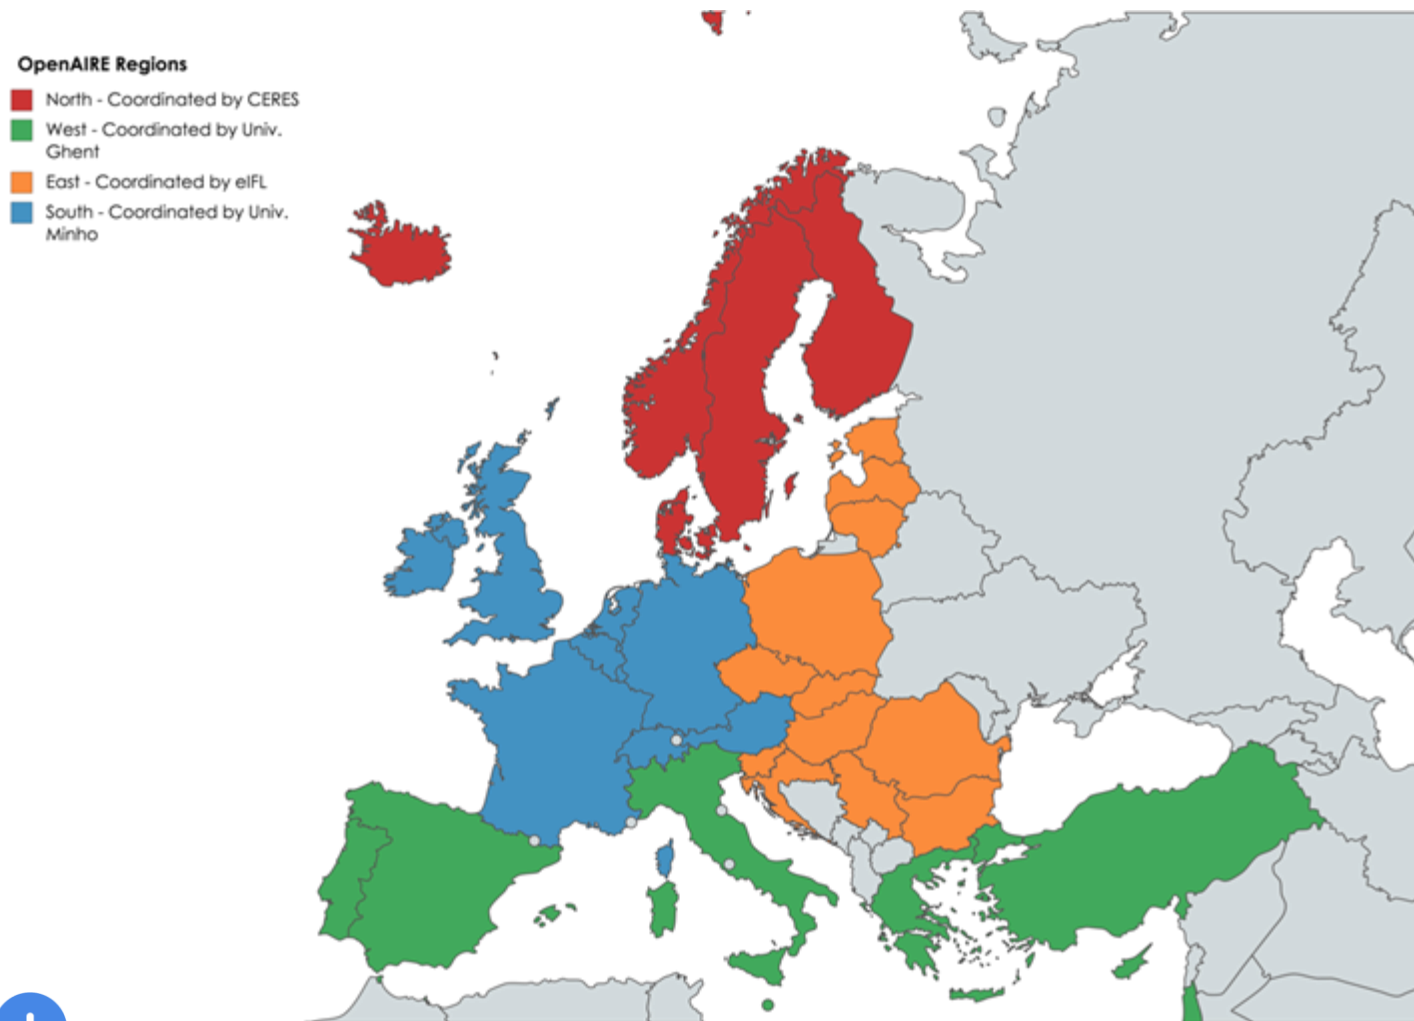 OpenAIRE Regions
North - Coordinated by CERES
West - Coordinated by Univ.
Ghent
East - Coordinated by eIFL
South - Coordinated by Univ.
Minho